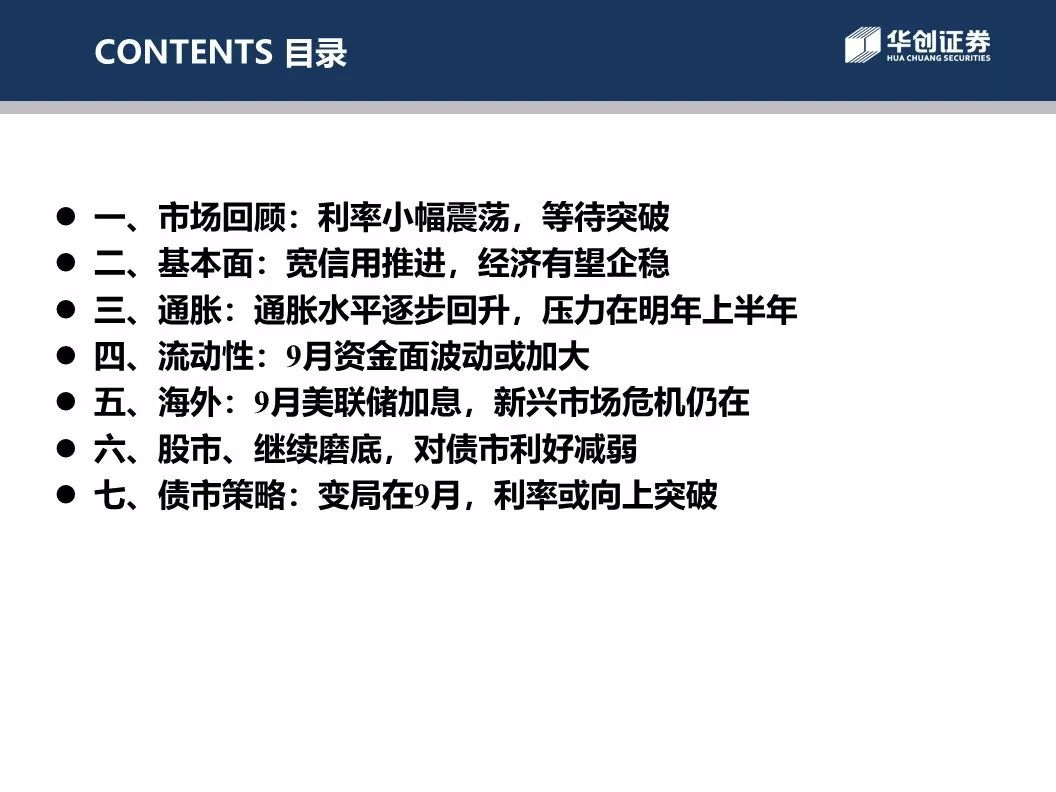 CONTENTS 目录
华创证券
HUA CHUANG SECURITIES
● 一、市场回顾：利率小幅震荡，等待突破
● 二、基本面：宽信用推进，经济有望企稳
● 三、通胀：通胀水平逐步回升，压力在明年上半年
● 四、流动性：9月资金面波动或加大
● 五、海外：9月美联储加息，新兴市场危机仍在
● 六、股市、继续磨底，对债市利好减弱
● 七、债市策略：变局在9月，利率或向上突破